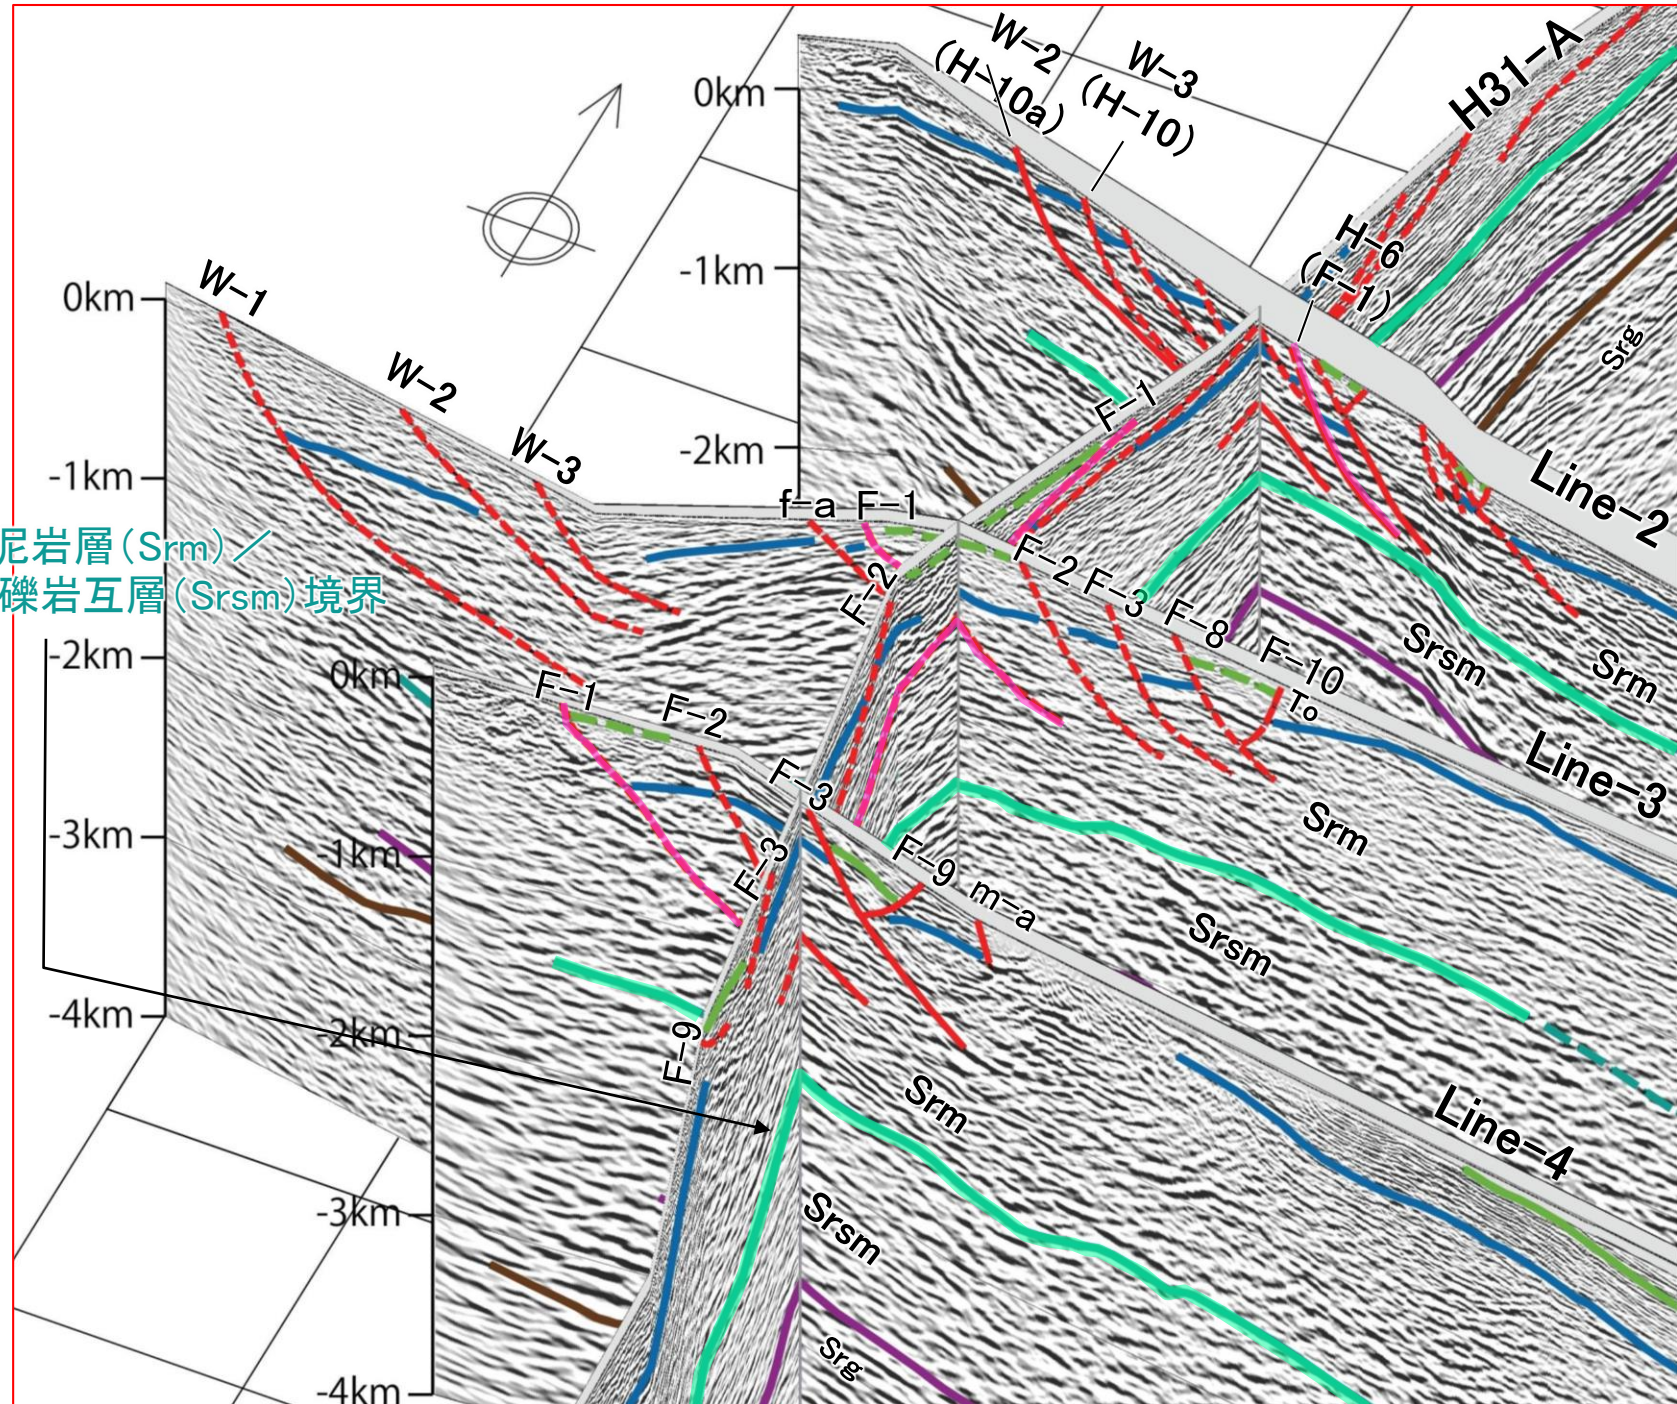 W-2
(H-10a)
W-3
(H-10)
H31-A
0km
-1km
-2km
H-6
(F-1)
Srg
W-1
W-2
W-3
0km
-1km
-2km
-3km
-4km
泥岩層(Srm)/
礫岩互層(Srsm)境界
F-1
f-a
F-1
F-2
F-2
F-3
F-8
F-10
To
Line-2
Srsm
Srm
Line-3
0km
-1km
-2km
-3km
-4km
F-1
F-2
F-3
F-3
F-9
m-a
F-9
Srm
Srsm
Line-4
Srm
Srsm
Srg